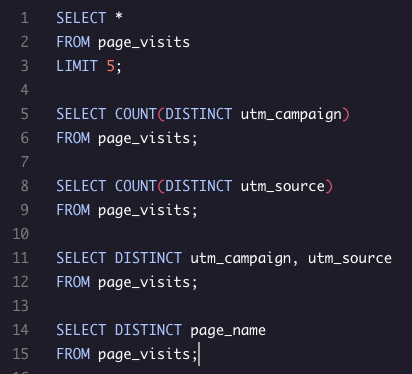 1 SELECT *
2 FROM page_visits
3 LIMIT 5;
4
5 SELECT COUNT(DISTINCT utm_campaign)
6 FROM page_visits;
7
8 SELECT COUNT(DISTINCT utm_source)
9 FROM page_visits;
10
11 SELECT DISTINCT utm_campaign, utm_source
12 FROM page_visits;
13
14 SELECT DISTINCT page_name
15 FROM page_visits;